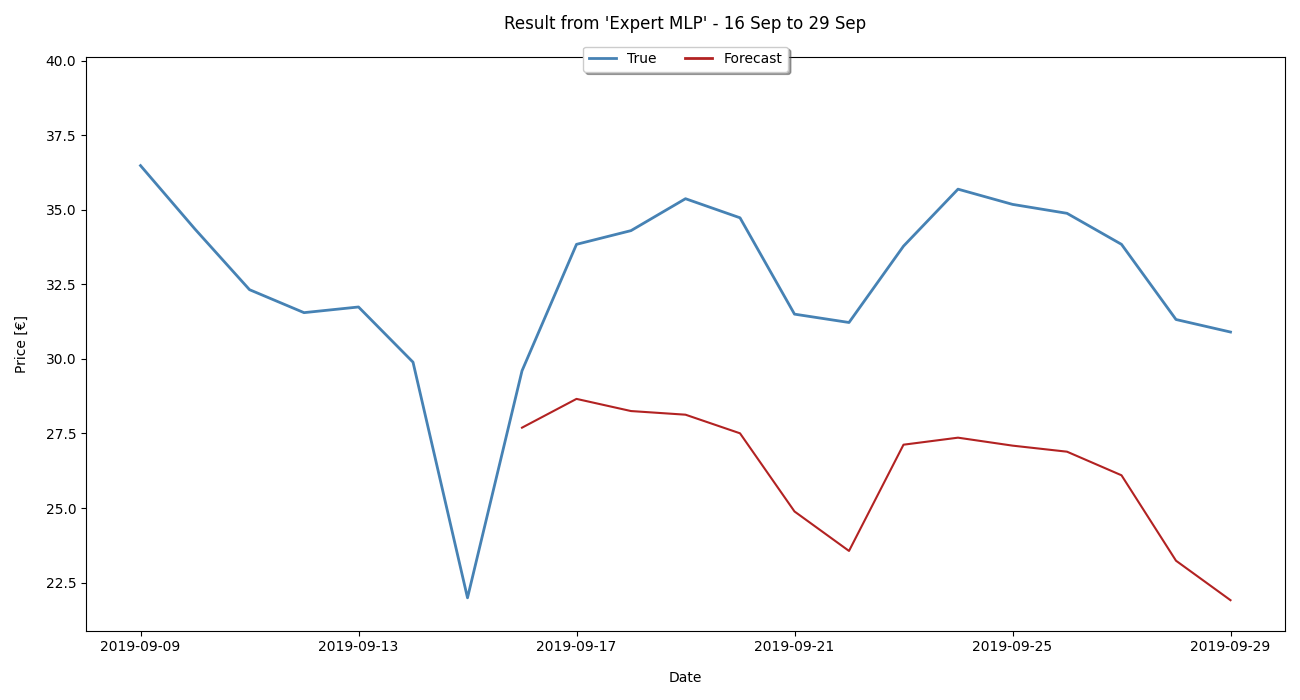 Result from 'Expert MLP' - 16 Sep to 29 Sep
True Forecast
40.0
37.5
35.0
32.5
30.0
27.5
25.0
22.5
Price [€]
2019-09-09 2019-09-13 2019-09-17 2019-09-21 2019-09-25 2019-09-29
Date